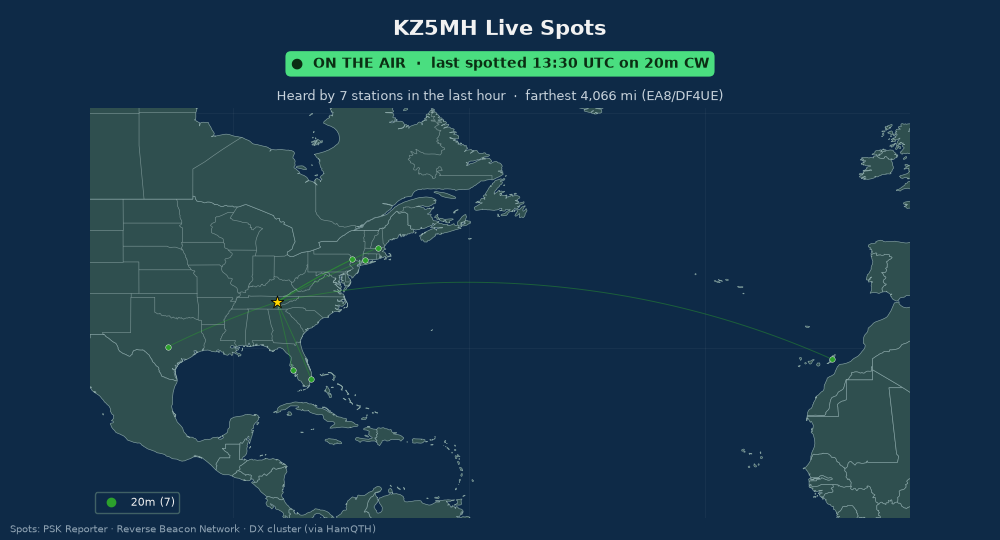 KZ5MH Live Spots
● ON THE AIR · last spotted 13:30 UTC on 20m CW
Heard by 7 stations in the last hour · farthest 4,066 mi (EA8/DF4UE)
20m (7)
Spots: PSK Reporter · Reverse Beacon Network · DX cluster (via HamQTH)